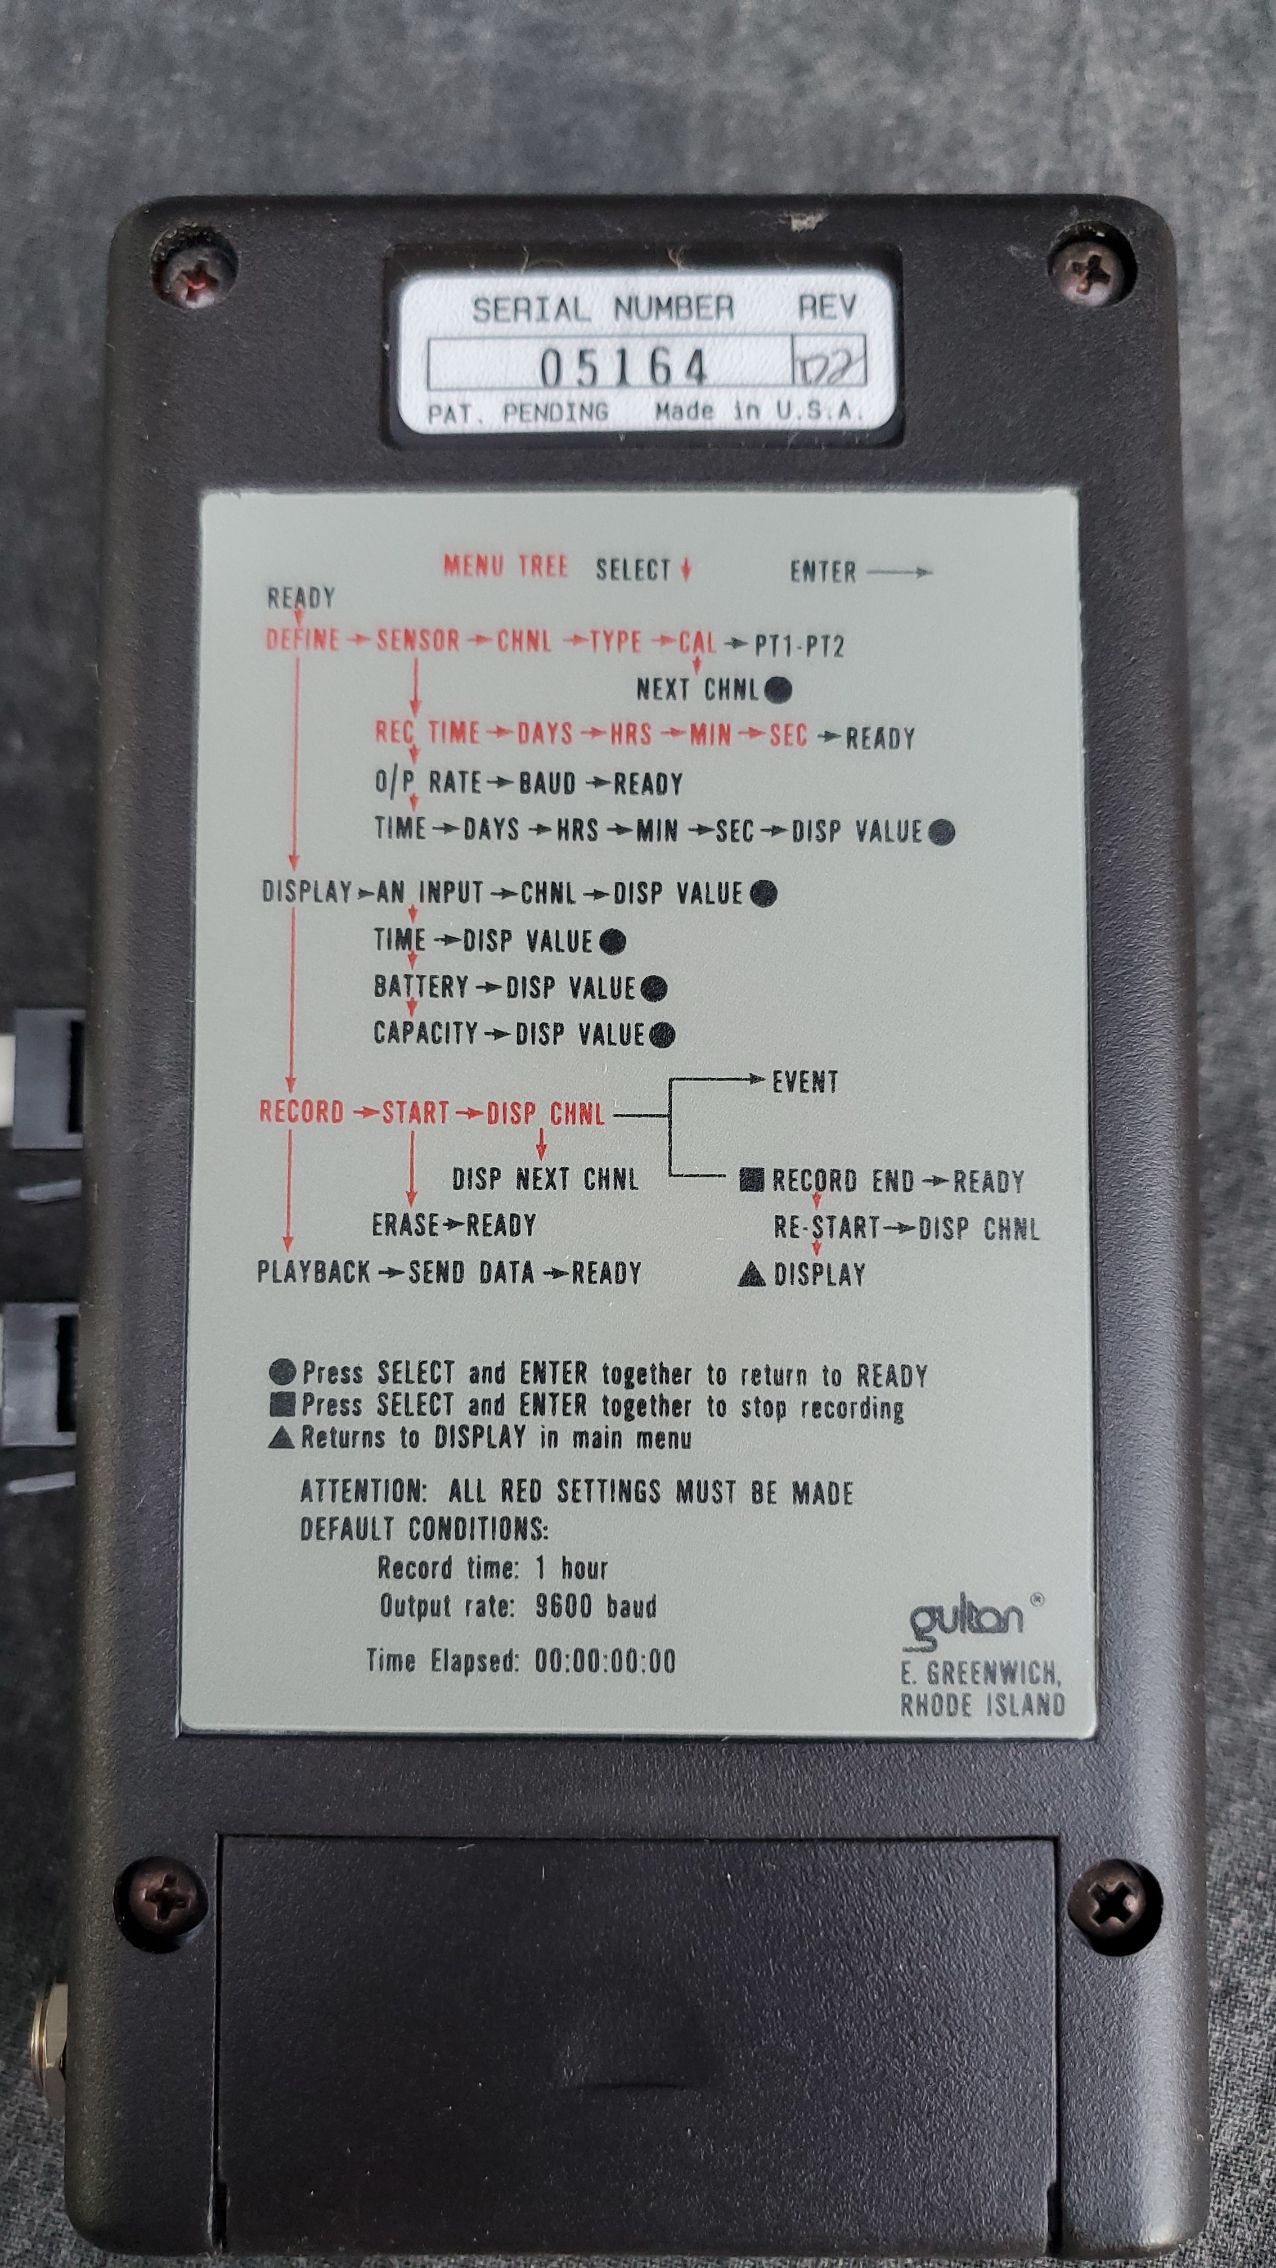 SERIAL NUMBER REV
05164 D2
PAT. PENDING Made in U.S.A.
MENU TREE SELECT ↓ ENTER →
READY
DEFINE → SENSOR → CHNL → TYPE → CAL → PT1-PT2
NEXT CHNL ●
REC TIME → DAYS → HRS → MIN → SEC → READY
O/P RATE → BAUD → READY
TIME → DAYS → HRS → MIN → SEC → DISP VALUE ●
DISPLAY → AN INPUT → CHNL → DISP VALUE ●
TIME → DISP VALUE ●
BATTERY → DISP VALUE ●
CAPACITY → DISP VALUE ●
EVENT
RECORD → START → DISP CHNL
DISP NEXT CHNL ■ RECORD END → READY
ERASE → READY RE-START → DISP CHNL
PLAYBACK → SEND DATA → READY ▲ DISPLAY
● Press SELECT and ENTER together to return to READY
■ Press SELECT and ENTER together to stop recording
▲ Returns to DISPLAY in main menu
ATTENTION: ALL RED SETTINGS MUST BE MADE
DEFAULT CONDITIONS:
Record time: 1 hour
Output rate: 9600 baud
Time Elapsed: 00:00:00:00
gulton ®
E. GREENWICH,
RHODE ISLAND